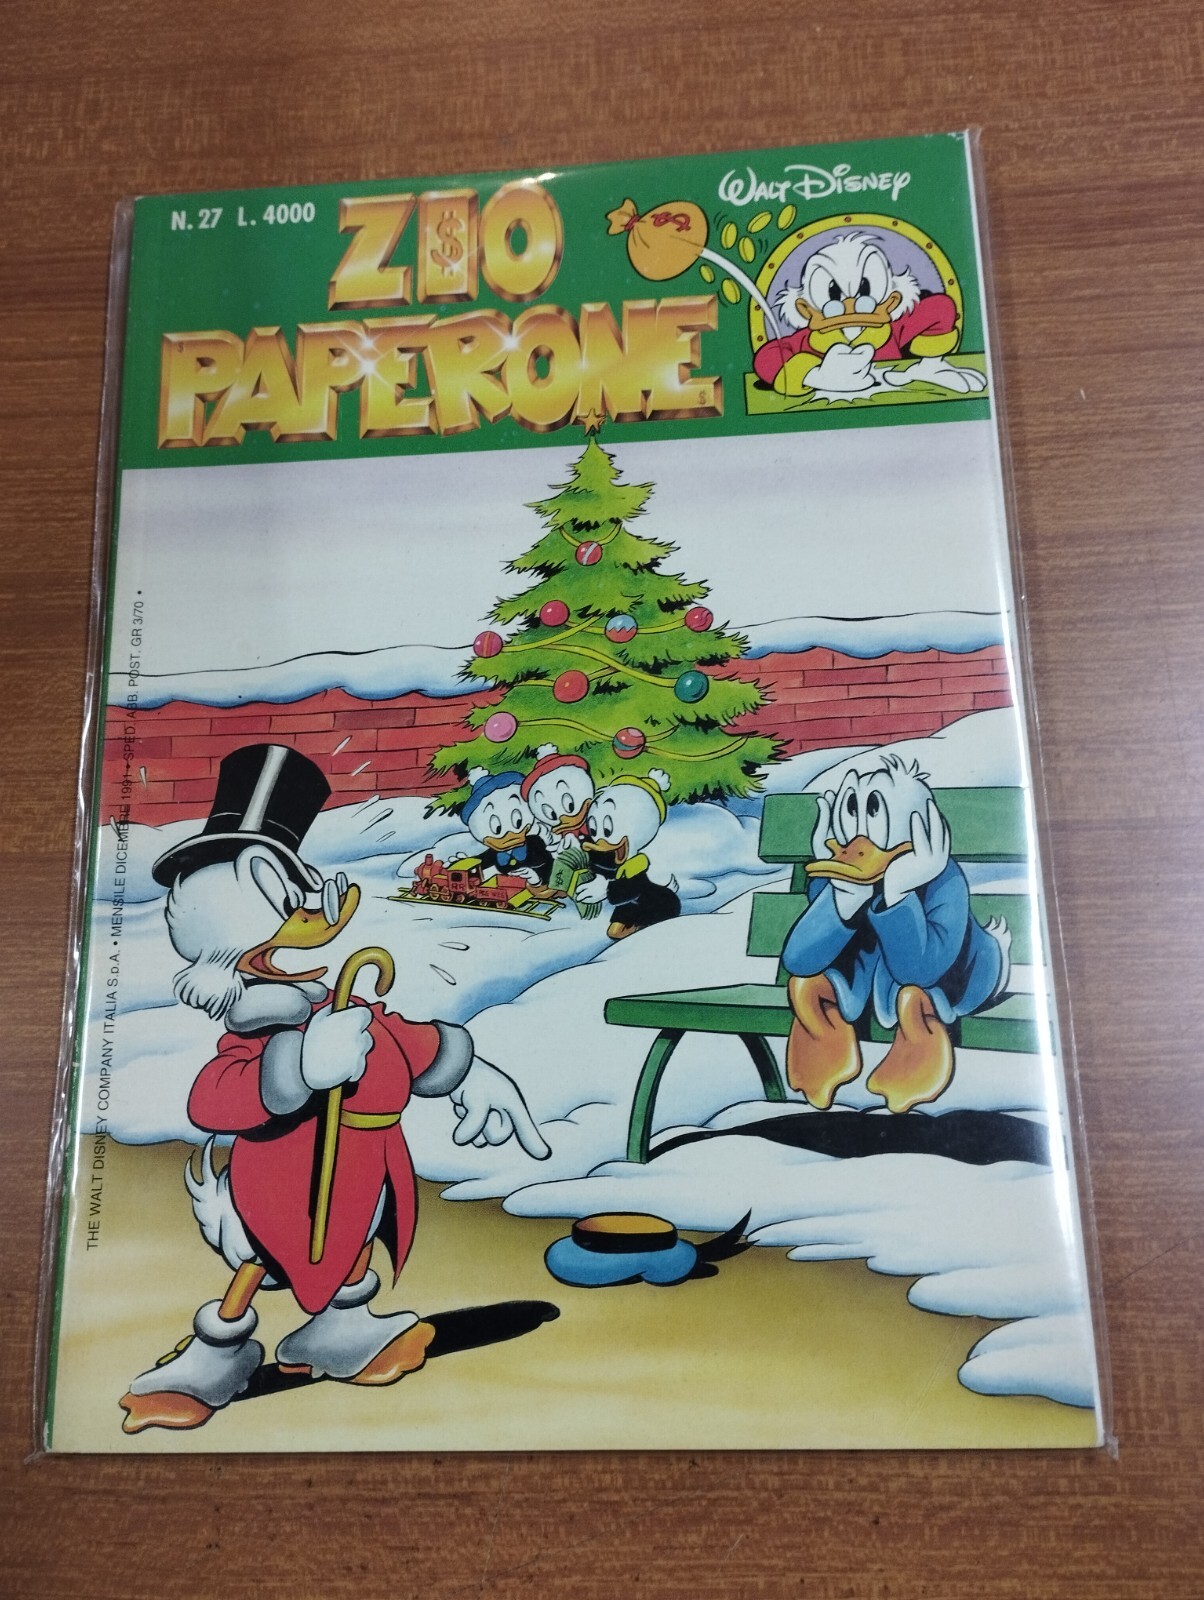 N. 27 L. 4000
WALT DISNEY
ZIO
PAPERONE
THE WALT DISNEY COMPANY ITALIA S.p.A. • MENSILE DICEMBRE 1991 • SPED. ABB. POST. GR 3/70 •